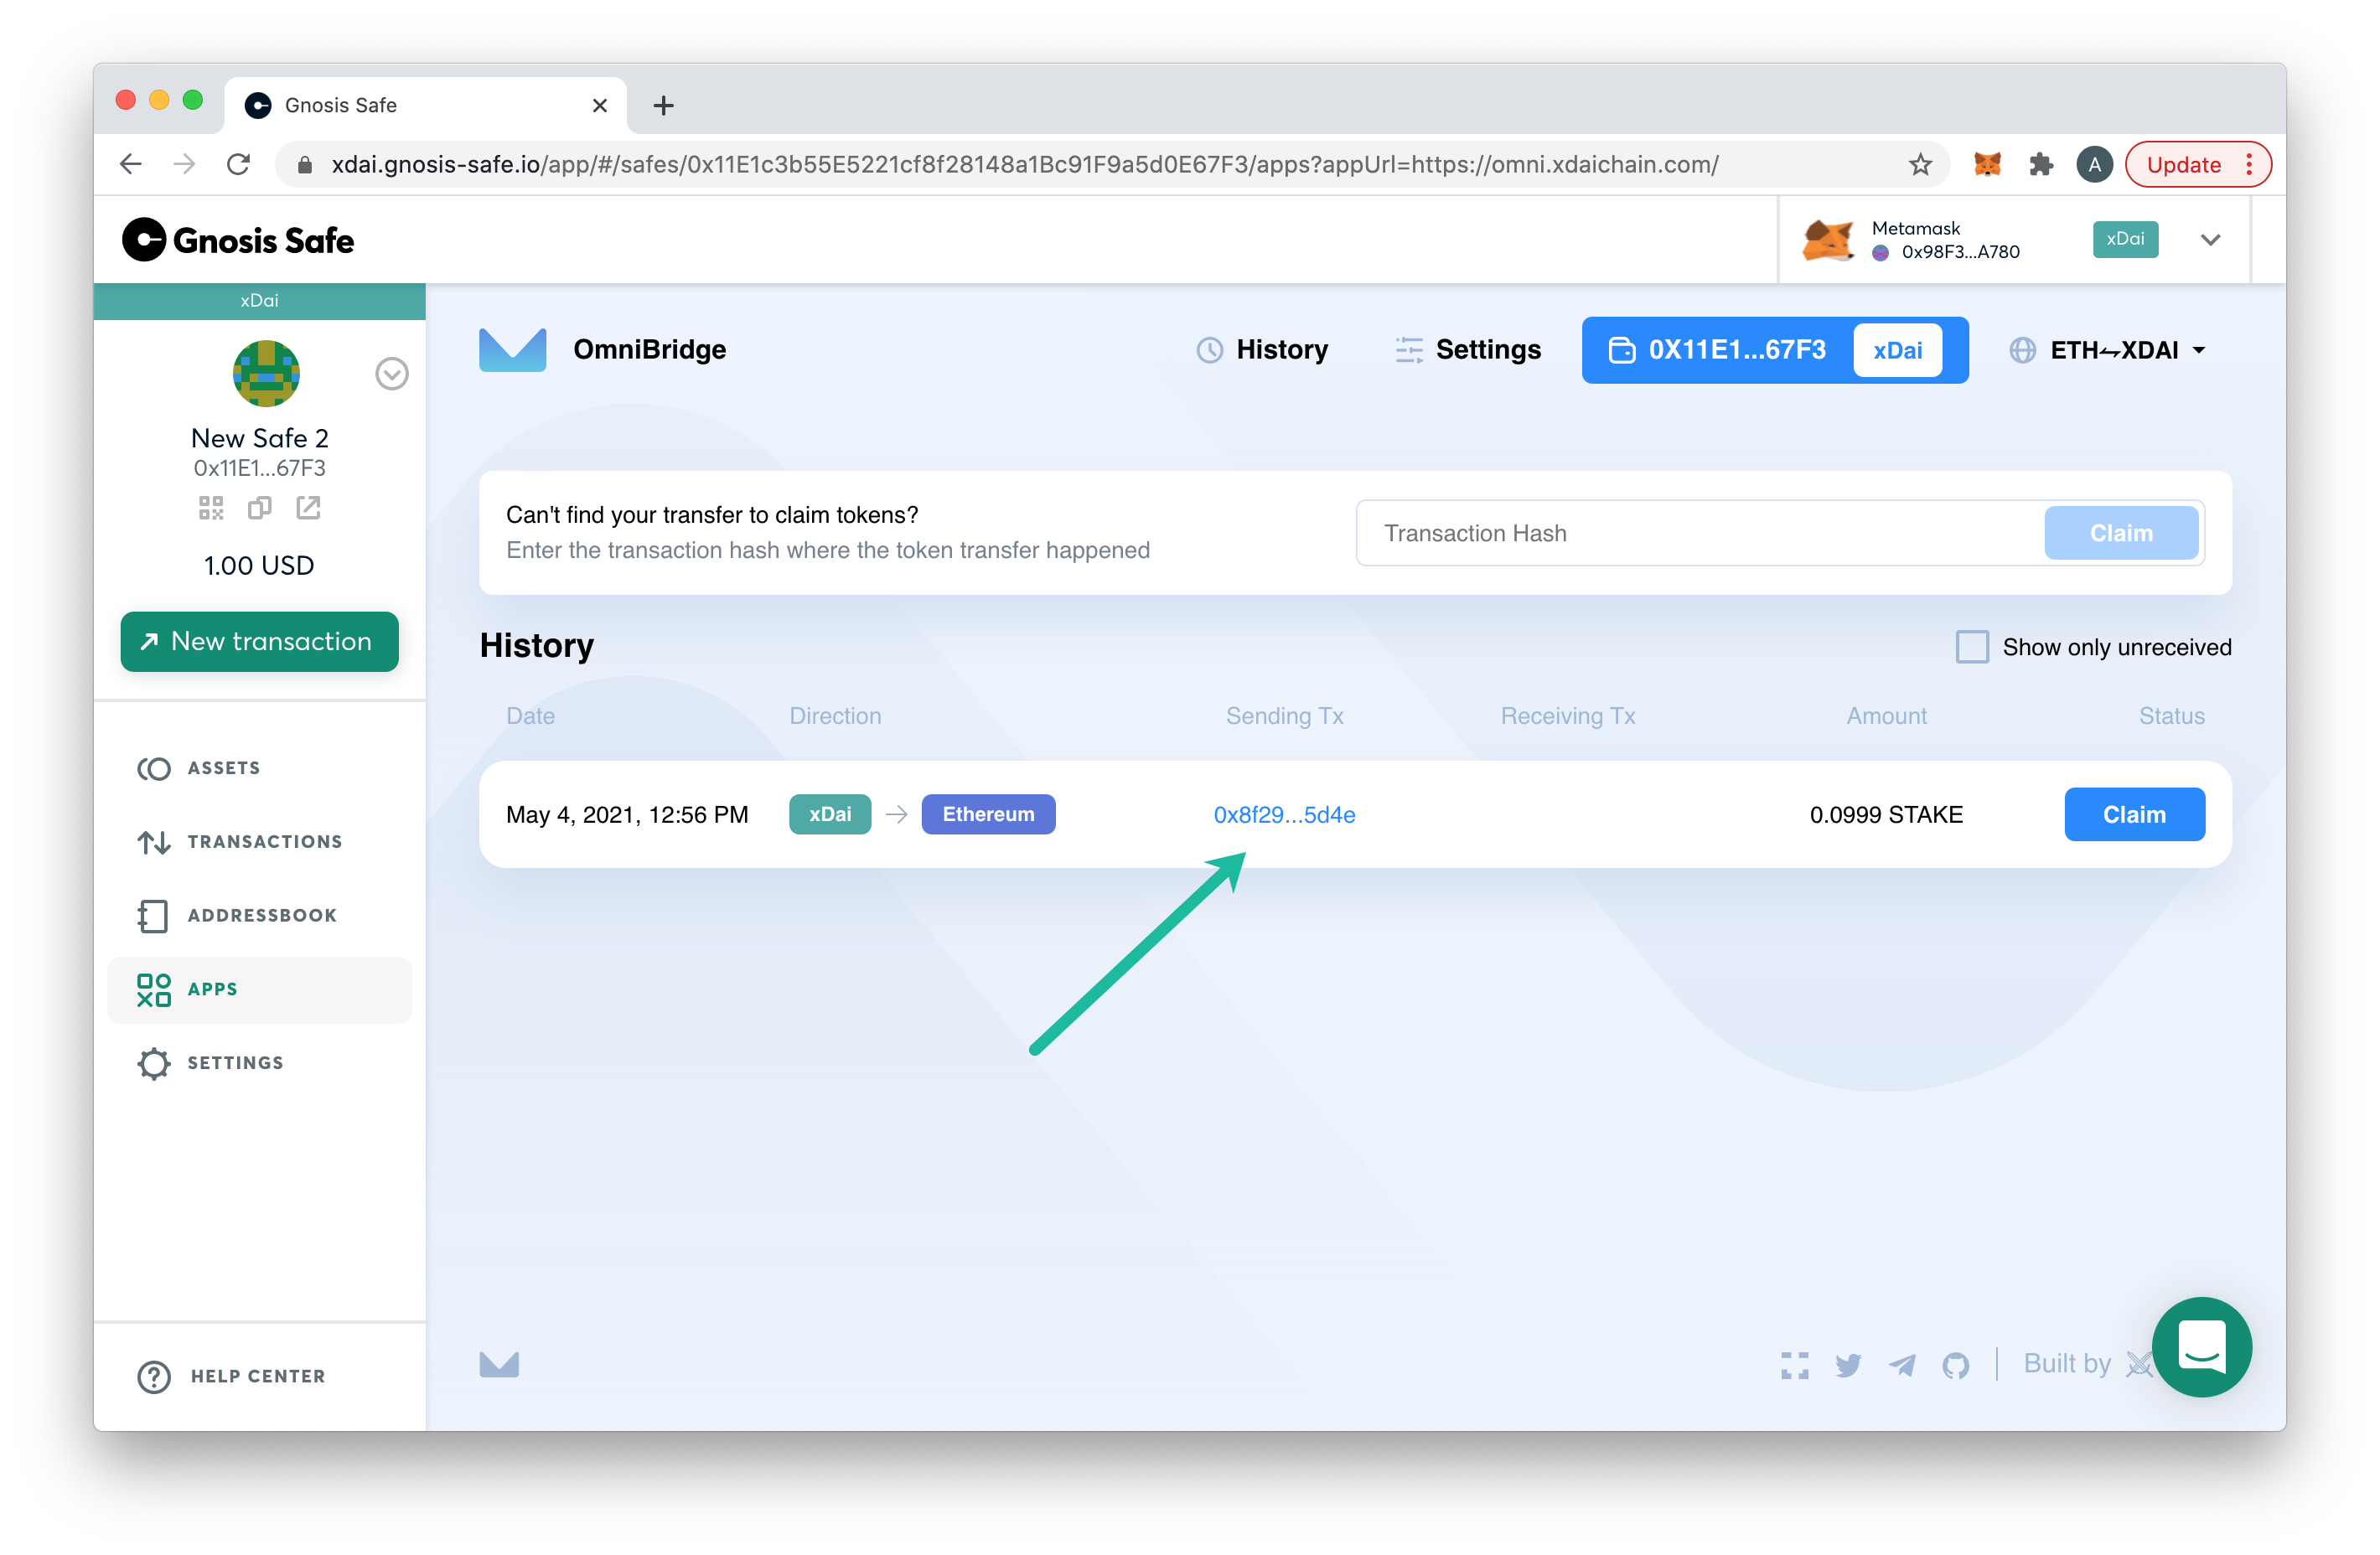 Gnosis Safe
xdai.gnosis-safe.io/app/#/safes/0x11E1c3b55E5221cf8f28148a1Bc91F9a5d0E67F3/apps?appUrl=https://omni.xdaichain.com/
A
Update
Gnosis Safe
Metamask
0x98F3...A780
xDai
xDai
New Safe 2
0x11E1...67F3
1.00 USD
New transaction
ASSETS
TRANSACTIONS
ADDRESSBOOK
APPS
SETTINGS
HELP CENTER
OmniBridge
History
Settings
0X11E1...67F3
xDai
ETH⇋XDAI
Can't find your transfer to claim tokens?
Enter the transaction hash where the token transfer happened
Transaction Hash
Claim
History
Show only unreceived
Date Direction Sending Tx Receiving Tx Amount Status
May 4, 2021, 12:56 PM xDai → Ethereum 0x8f29...5d4e 0.0999 STAKE Claim
Built by